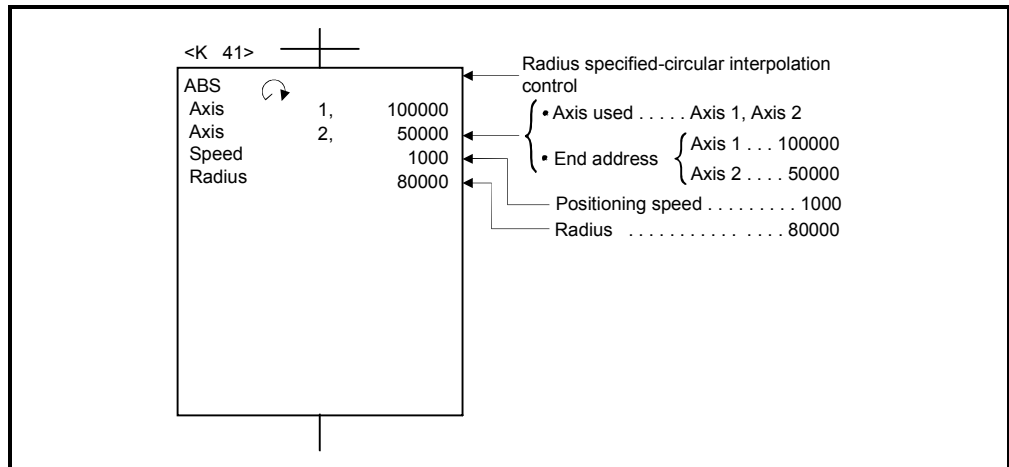 <K 41>
ABS
Axis 1, 100000
Axis 2, 50000
Speed 1000
Radius 80000
Radius specified-circular interpolation
control
• Axis used . . . . . Axis 1, Axis 2
• End address
Axis 1 . . . 100000
Axis 2 . . . . 50000
Positioning speed . . . . . . . . . 1000
Radius . . . . . . . . . . . . . . . 80000